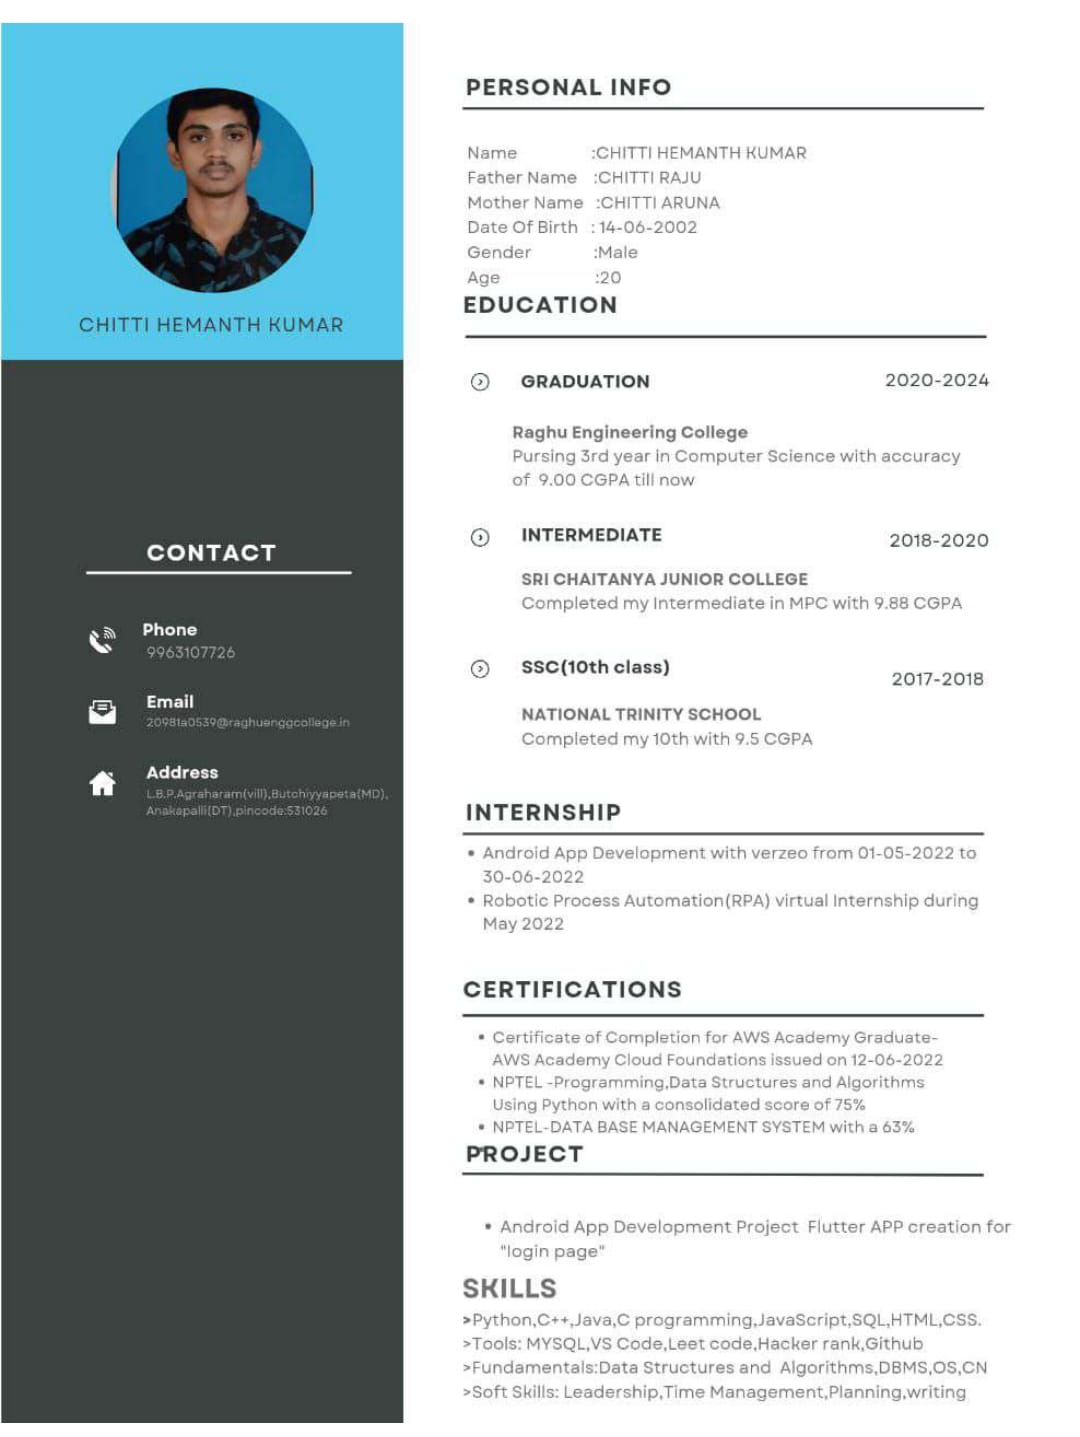 CHITTI HEMANTH KUMAR
CONTACT
Phone
9963107726
Email
20981a0539@raghuenggcollege.in
Address
L.B.P.Agraharam(vill),Butchiyyapeta(MD),
Anakapalli(DT),pincode:531026
PERSONAL INFO
Name :CHITTI HEMANTH KUMAR
Father Name :CHITTI RAJU
Mother Name :CHITTI ARUNA
Date Of Birth : 14-06-2002
Gender :Male
Age :20
EDUCATION
GRADUATION 2020-2024
Raghu Engineering College
Pursing 3rd year in Computer Science with accuracy
of 9.00 CGPA till now
INTERMEDIATE 2018-2020
SRI CHAITANYA JUNIOR COLLEGE
Completed my Intermediate in MPC with 9.88 CGPA
SSC(10th class) 2017-2018
NATIONAL TRINITY SCHOOL
Completed my 10th with 9.5 CGPA
INTERNSHIP
• Android App Development with verzeo from 01-05-2022 to
30-06-2022
• Robotic Process Automation(RPA) virtual Internship during
May 2022
CERTIFICATIONS
• Certificate of Completion for AWS Academy Graduate-
AWS Academy Cloud Foundations issued on 12-06-2022
• NPTEL -Programming,Data Structures and Algorithms
Using Python with a consolidated score of 75%
• NPTEL-DATA BASE MANAGEMENT SYSTEM with a 63%
PROJECT
• Android App Development Project Flutter APP creation for
"login page"
SKILLS
>Python,C++,Java,C programming,JavaScript,SQL,HTML,CSS.
>Tools: MYSQL,VS Code,Leet code,Hacker rank,Github
>Fundamentals:Data Structures and Algorithms,DBMS,OS,CN
>Soft Skills: Leadership,Time Management,Planning,writing